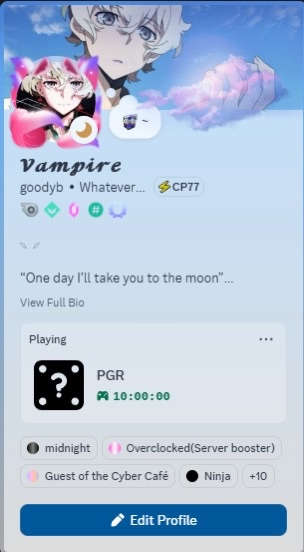 Vampire
goodyb • Whatever... ⚡CP77
“One day I’ll take you to the moon”...
View Full Bio
Playing
PGR
10:00:00
midnight Overclocked(Server booster)
Guest of the Cyber Café Ninja +10
Edit Profile